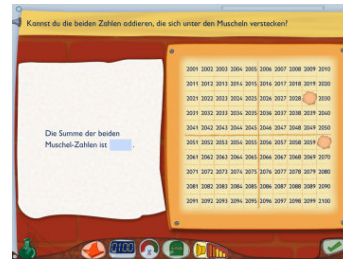 Kannst du die beiden Zahlen addieren, die sich unter den Muscheln verstecken?
2001 2002 2003 2004 2005 2006 2007 2008 2009 2010
2011 2012 2013 2014 2015 2016 2017 2018 2019 2020
2021 2022 2023 2024 2025 2026 2027 2028 2030
2031 2032 2033 2034 2035 2036 2037 2038 2039 2040
2041 2042 2043 2044 2045 2046 2047 2048 2049 2050
2051 2052 2053 2054 2055 2056 2057 2058 2059
2061 2062 2063 2064 2065 2066 2067 2068 2069 2070
2071 2072 2073 2074 2075 2076 2077 2078 2079 2080
2081 2082 2083 2084 2085 2086 2087 2088 2089 2090
2091 2092 2093 2094 2095 2096 2097 2098 2099 2100
Die Summe der beiden
Muschel-Zahlen ist .
0100